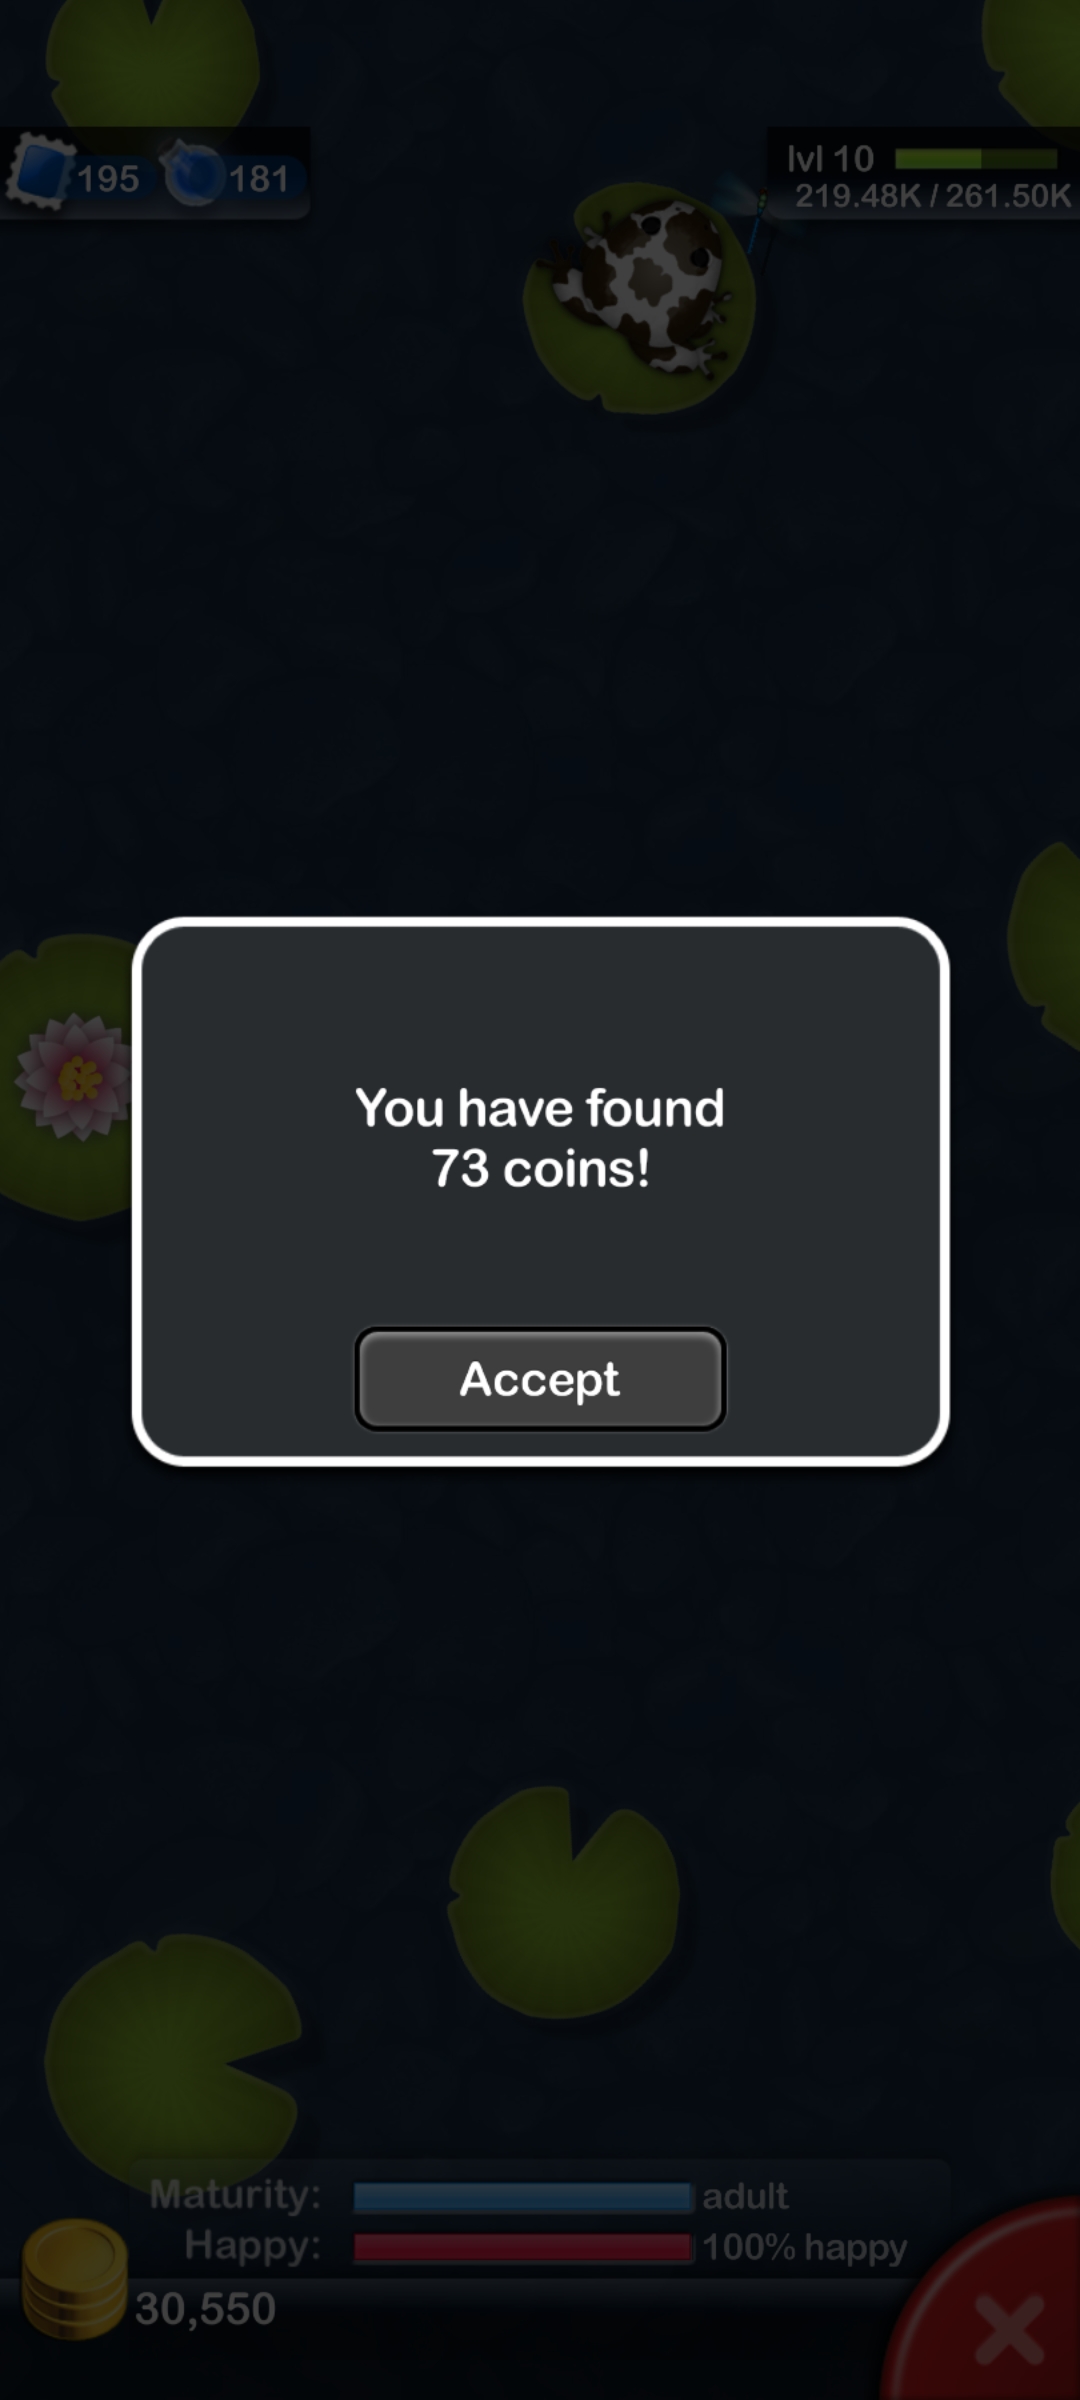 195 181
lvl 10
219.48K / 261.50K
You have found
73 coins!
Accept
Maturity: adult
Happy: 100% happy
30,550